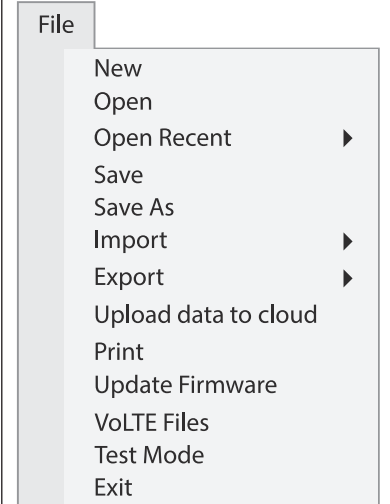 File
New
Open
Open Recent
Save
Save As
Import
Export
Upload data to cloud
Print
Update Firmware
VoLTE Files
Test Mode
Exit